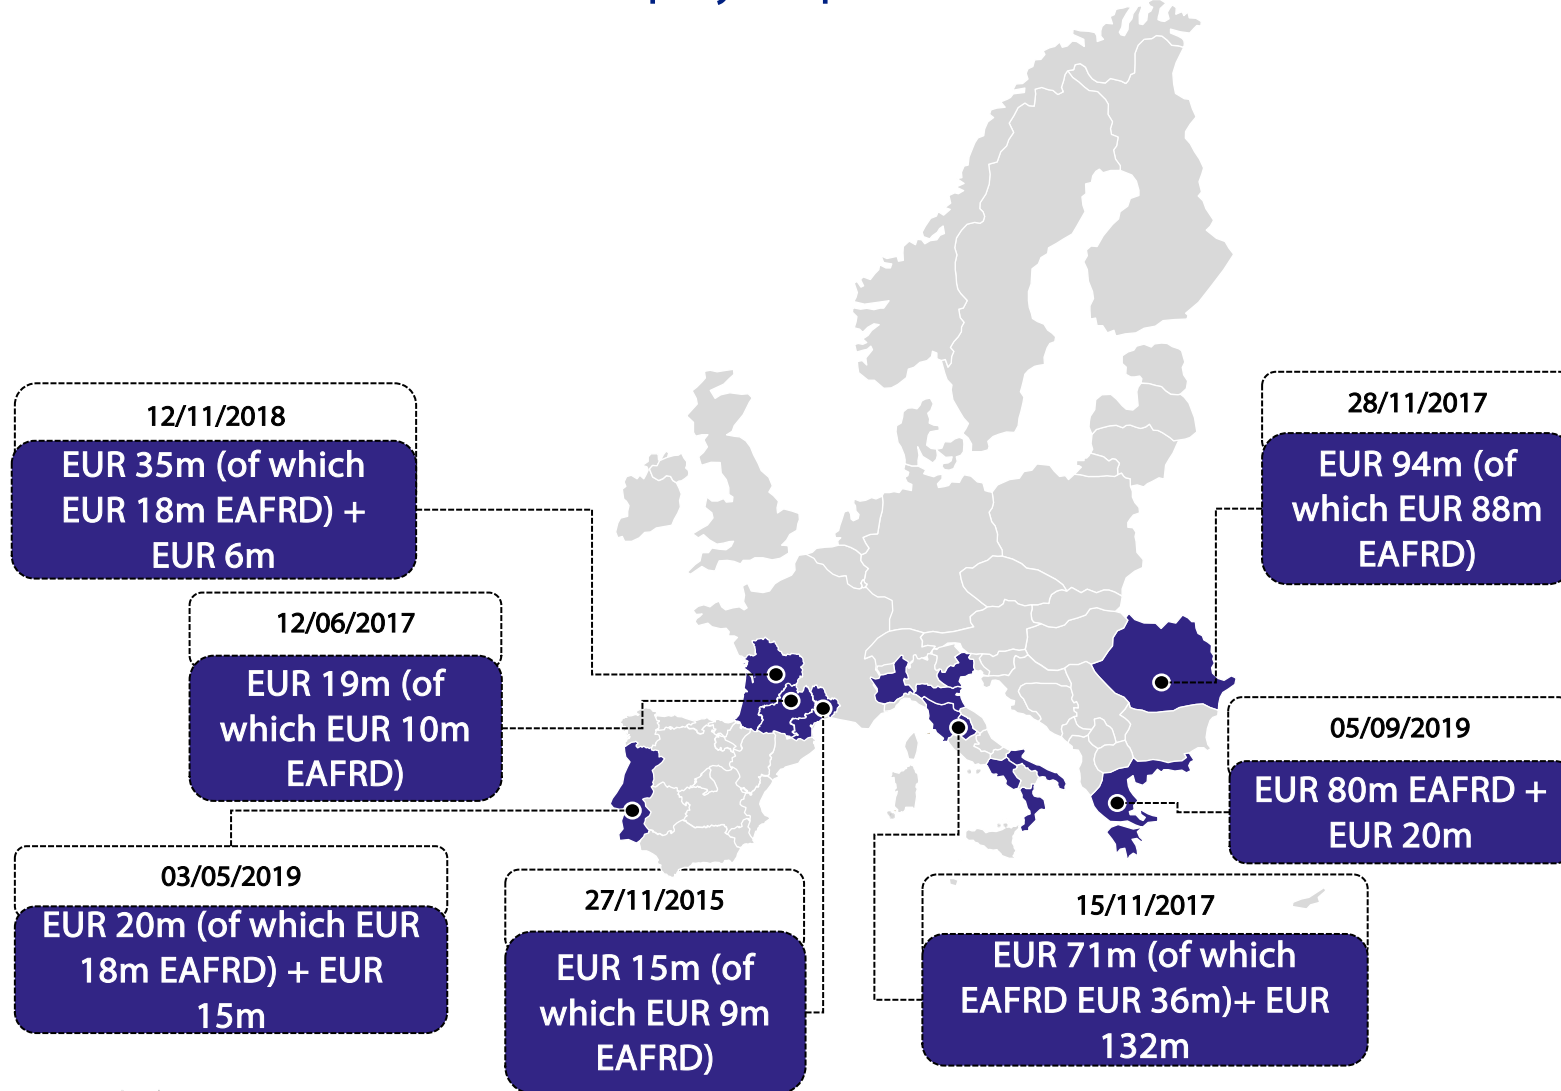 12/11/2018
EUR 35m (of which
EUR 18m EAFRD) +
EUR 6m
28/11/2017
EUR 94m (of
which EUR 88m
EAFRD)
12/06/2017
EUR 19m (of
which EUR 10m
EAFRD)
05/09/2019
EUR 80m EAFRD +
EUR 20m
03/05/2019
EUR 20m (of which EUR
18m EAFRD) + EUR
15m
27/11/2015
EUR 15m (of
which EUR 9m
EAFRD)
15/11/2017
EUR 71m (of which
EAFRD EUR 36m)+ EUR
132m